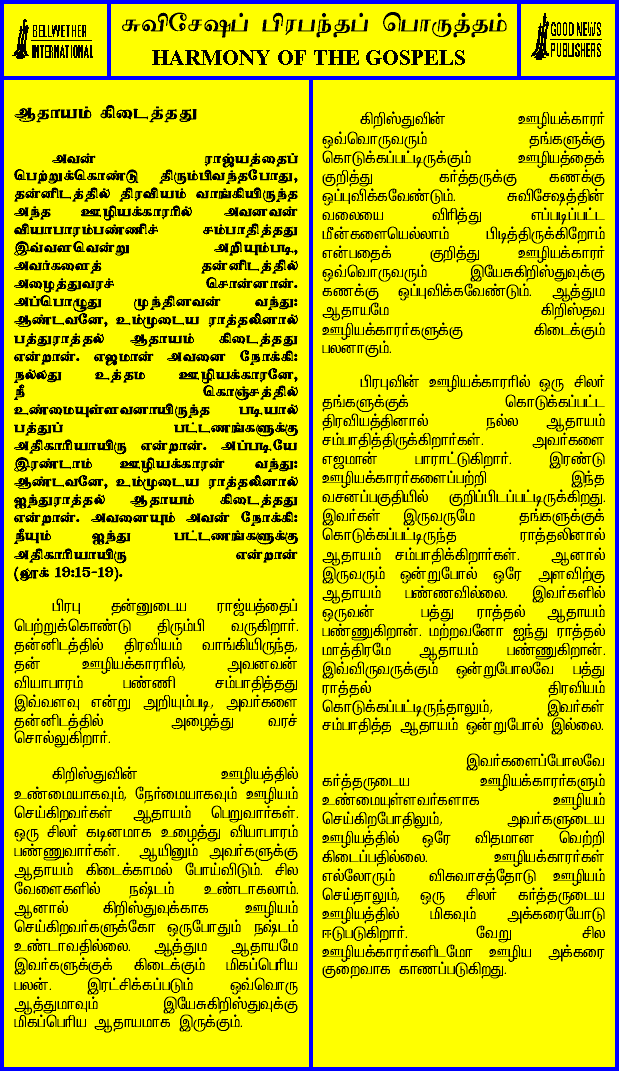 BELLWETHER
INTERNATIONAL
சுவிசேஷப் பிரபந்தப் பொருத்தம்
HARMONY OF THE GOSPELS
GOOD NEWS
PUBLISHERS
ஆதாயம் கிடைத்தது
அவன் ராஜ்யத்தைப்
பெற்றுக்கொண்டு திரும்பிவந்தபோது,
தன்னிடத்தில் திரவியம் வாங்கியிருந்த
அந்த ஊழியக்காரரில் அவனவன்
வியாபாரம்பண்ணிச் சம்பாதித்தது
இவ்வளவென்று அறியும்படி,
அவர்களைத் தன்னிடத்தில்
அழைத்துவரச் சொன்னான்.
அப்பொழுது முந்தினவன் வந்து:
ஆண்டவனே, உம்முடைய ராத்தலினால்
பத்துராத்தல் ஆதாயம் கிடைத்தது
என்றான். எஜமான் அவனை நோக்கி:
நல்லது உத்தம ஊழியக்காரனே,
நீ கொஞ்சத்தில்
உண்மையுள்ளவனாயிருந்த படியால்
பத்துப் பட்டணங்களுக்கு
அதிகாரியாயிரு என்றான். அப்படியே
இரண்டாம் ஊழியக்காரன் வந்து:
ஆண்டவனே, உம்முடைய ராத்தலினால்
ஐந்துராத்தல் ஆதாயம் கிடைத்தது
என்றான். அவனையும் அவன் நோக்கி:
நீயும் ஐந்து பட்டணங்களுக்கு
அதிகாரியாயிரு என்றான்
(லூக் 19:15-19).
பிரபு தன்னுடைய ராஜ்யத்தைப்
பெற்றுக்கொண்டு திரும்பி வருகிறார்.
தன்னிடத்தில் திரவியம் வாங்கியிருந்த,
தன் ஊழியக்காரரில், அவனவன்
வியாபாரம் பண்ணி சம்பாதித்தது
இவ்வளவு என்று அறியும்படி, அவர்களை
தன்னிடத்தில் அழைத்து வரச்
சொல்லுகிறார்.
கிறிஸ்துவின் ஊழியத்தில்
உண்மையாகவும், நேர்மையாகவும் ஊழியம்
செய்கிறவர்கள் ஆதாயம் பெறுவார்கள்.
ஒரு சிலர் கடினமாக உழைத்து வியாபாரம்
பண்ணுவார்கள். ஆயினும் அவர்களுக்கு
ஆதாயம் கிடைக்காமல் போய்விடும். சில
வேளைகளில் நஷ்டம் உண்டாகலாம்.
ஆனால் கிறிஸ்துவுக்காக ஊழியம்
செய்கிறவர்களுக்கோ ஒருபோதும் நஷ்டம்
உண்டாவதில்லை. ஆத்தும ஆதாயமே
இவர்களுக்குக் கிடைக்கும் மிகப்பெரிய
பலன். இரட்சிக்கப்படும் ஒவ்வொரு
ஆத்துமாவும் இயேசுகிறிஸ்துவுக்கு
மிகப்பெரிய ஆதாயமாக இருக்கும்.
கிறிஸ்துவின் ஊழியக்காரர்
ஒவ்வொருவரும் தங்களுக்கு
கொடுக்கப்பட்டிருக்கும் ஊழியத்தைக்
குறித்து கர்த்தருக்கு கணக்கு
ஒப்புவிக்கவேண்டும். சுவிசேஷத்தின்
வலையை விரித்து எப்படிப்பட்ட
மீன்களையெல்லாம் பிடித்திருக்கிறோம்
என்பதைக் குறித்து ஊழியக்காரர்
ஒவ்வொருவரும் இயேசுகிறிஸ்துவுக்கு
கணக்கு ஒப்புவிக்கவேண்டும். ஆத்தும
ஆதாயமே கிறிஸ்தவ
ஊழியக்காரர்களுக்கு கிடைக்கும்
பலனாகும்.
பிரபுவின் ஊழியக்காரரில் ஒரு சிலர்
தங்களுக்குக் கொடுக்கப்பட்ட
திரவியத்தினால் நல்ல ஆதாயம்
சம்பாதித்திருக்கிறார்கள். அவர்களை
எஜமான் பாராட்டுகிறார். இரண்டு
ஊழியக்காரர்களைப்பற்றி இந்த
வசனப்பகுதியில் குறிப்பிடப்பட்டிருக்கிறது.
இவர்கள் இருவருமே தங்களுக்குக்
கொடுக்கப்பட்டிருந்த ராத்தலினால்
ஆதாயம் சம்பாதிக்கிறார்கள். ஆனால்
இருவரும் ஒன்றுபோல் ஒரே அளவிற்கு
ஆதாயம் பண்ணவில்லை. இவர்களில்
ஒருவன் பத்து ராத்தல் ஆதாயம்
பண்ணுகிறான். மற்றவனோ ஐந்து ராத்தல்
மாத்திரமே ஆதாயம் பண்ணுகிறான்.
இவ்விருவருக்கும் ஒன்றுபோலவே பத்து
ராத்தல் திரவியம்
கொடுக்கப்பட்டிருந்தாலும், இவர்கள்
சம்பாதித்த ஆதாயம் ஒன்றுபோல் இல்லை.
இவர்களைப்போலவே
கர்த்தருடைய ஊழியக்காரர்களும்
உண்மையுள்ளவர்களாக ஊழியம்
செய்கிறபோதிலும், அவர்களுடைய
ஊழியத்தில் ஒரே விதமான வெற்றி
கிடைப்பதில்லை. ஊழியக்காரர்கள்
எல்லோரும் விசுவாசத்தோடு ஊழியம்
செய்தாலும், ஒரு சிலர் கர்த்தருடைய
ஊழியத்தில் மிகவும் அக்கரையோடு
ஈடுபடுகிறார். வேறு சில
ஊழியக்காரர்களிடமோ ஊழிய அக்கரை
குறைவாக காணப்படுகிறது.